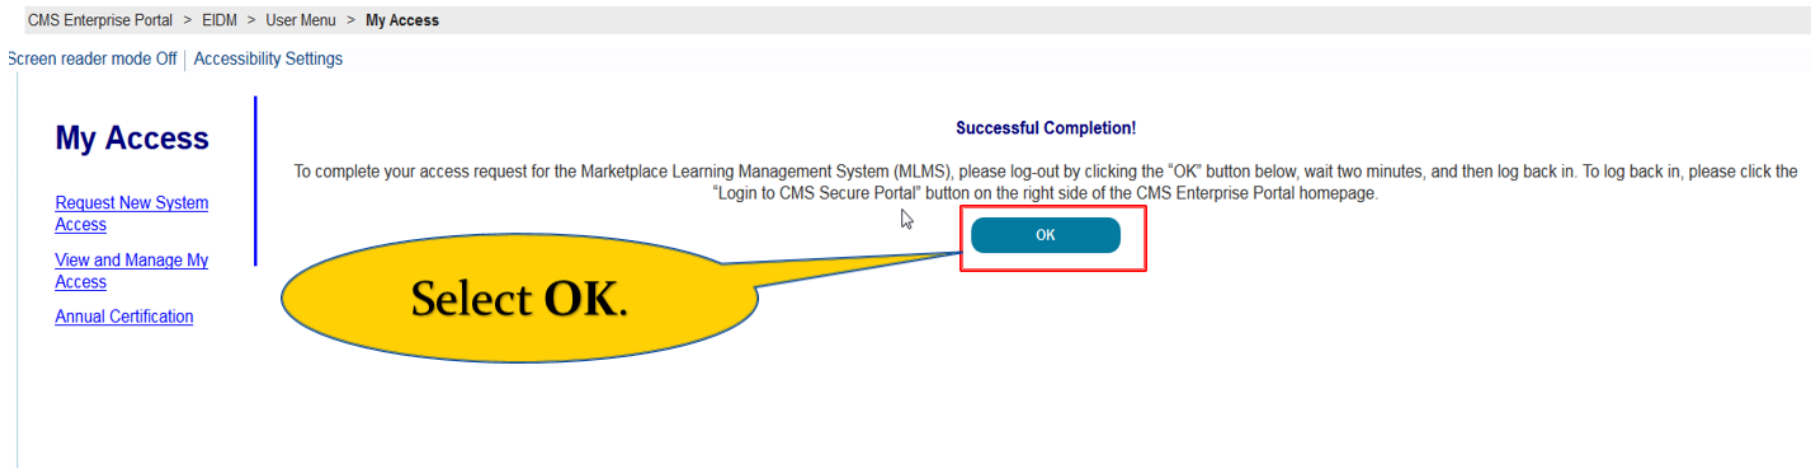 CMS Enterprise Portal > EIDM > User Menu > My Access
Screen reader mode Off | Accessibility Settings
My Access
Request New System
Access
View and Manage My
Access
Annual Certification
Successful Completion!
To complete your access request for the Marketplace Learning Management System (MLMS), please log-out by clicking the “OK” button below, wait two minutes, and then log back in. To log back in, please click the
“Login to CMS Secure Portal” button on the right side of the CMS Enterprise Portal homepage.
OK
Select OK.